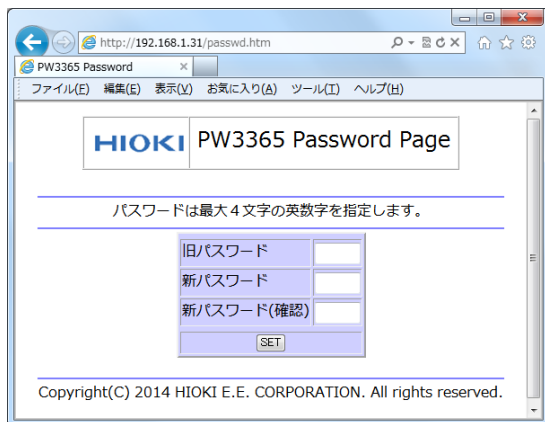 http://192.168.1.31/passwd.htm
PW3365 Password
ファイル(F) 編集(E) 表示(V) お気に入り(A) ツール(T) ヘルプ(H)
HIOKI PW3365 Password Page
パスワードは最大4文字の英数字を指定します。
旧パスワード
新パスワード
新パスワード(確認)
SET
Copyright(C) 2014 HIOKI E.E. CORPORATION. All rights reserved.